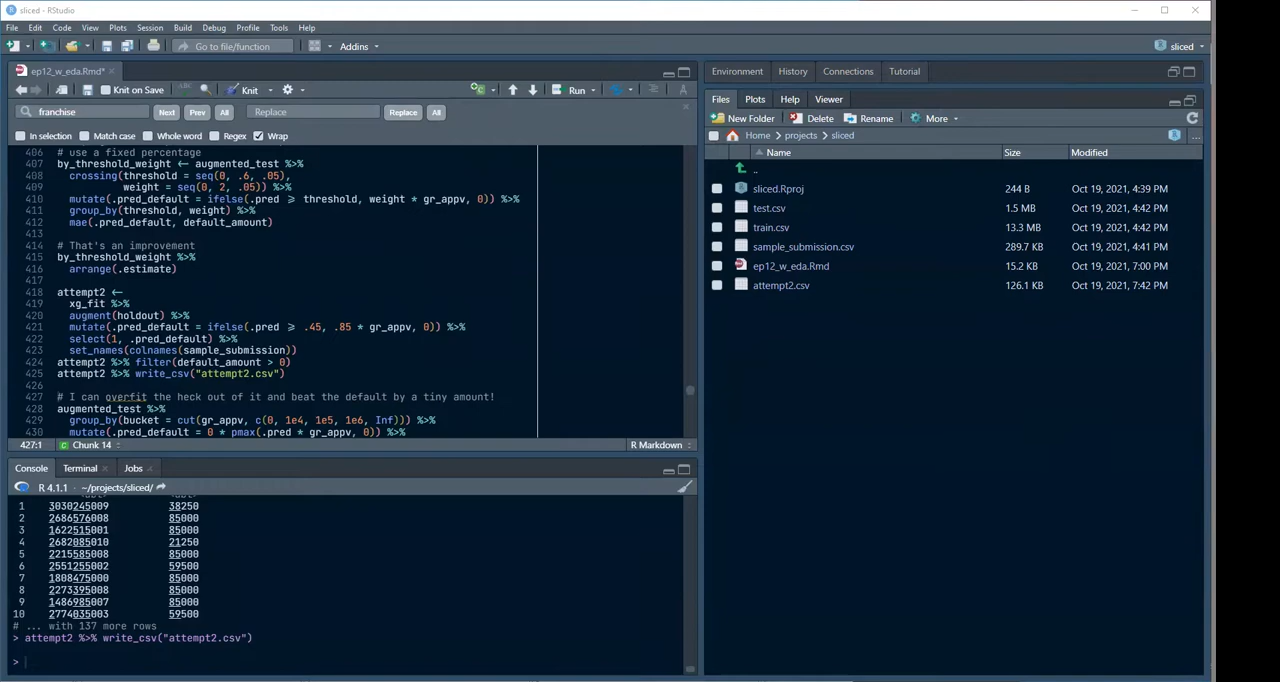 sliced - RStudio
File Edit Code View Plots Session Build Debug Profile Tools Help
Go to file/function Addins sliced
ep12_w_eda.Rmd*
Knit on Save Knit Run
franchise Next Prev All Replace Replace All
In selection Match case Whole word Regex Wrap
406 # use a fixed percentage
407 by_threshold_weight <- augmented_test %>%
408 crossing(threshold = seq(0, .6, .05),
409 weight = seq(0, 2, .05)) %>%
410 mutate(.pred_default = ifelse(.pred >= threshold, weight * gr_appv, 0)) %>%
411 group_by(threshold, weight) %>%
412 mae(.pred_default, default_amount)
413
414 # That's an improvement
415 by_threshold_weight %>%
416 arrange(.estimate)
417
418 attempt2 <-
419 xg_fit %>%
420 augment(holdout) %>%
421 mutate(.pred_default = ifelse(.pred >= .45, .85 * gr_appv, 0)) %>%
422 select(1, .pred_default) %>%
423 set_names(colnames(sample_submission))
424 attempt2 %>% filter(default_amount > 0)
425 attempt2 %>% write_csv("attempt2.csv")
426
427 # I can overfit the heck out of it and beat the default by a tiny amount!
428 augmented_test %>%
429 group_by(bucket = cut(gr_appv, c(0, 1e4, 1e5, 1e6, Inf))) %>%
430 mutate(.pred_default = 0 * pmax(.pred * gr_appv, 0)) %>%
427:1 Chunk 14 R Markdown
Console Terminal Jobs
R 4.1.1 · ~/projects/sliced/
1 3030245009 38250
2 2686576008 85000
3 1622515001 85000
4 2682085010 21250
5 2215585008 85000
6 2551255002 59500
7 1808475000 85000
8 2273395008 85000
9 1486985007 85000
10 2774035003 59500
# ... with 137 more rows
> attempt2 %>% write_csv("attempt2.csv")
>
Environment History Connections Tutorial
Files Plots Help Viewer
New Folder Delete Rename More
Home projects sliced ...
Name Size Modified
..
sliced.Rproj 244 B Oct 19, 2021, 4:39 PM
test.csv 1.5 MB Oct 19, 2021, 4:42 PM
train.csv 13.3 MB Oct 19, 2021, 4:42 PM
sample_submission.csv 289.7 KB Oct 19, 2021, 4:41 PM
ep12_w_eda.Rmd 15.2 KB Oct 19, 2021, 7:00 PM
attempt2.csv 126.1 KB Oct 19, 2021, 7:42 PM